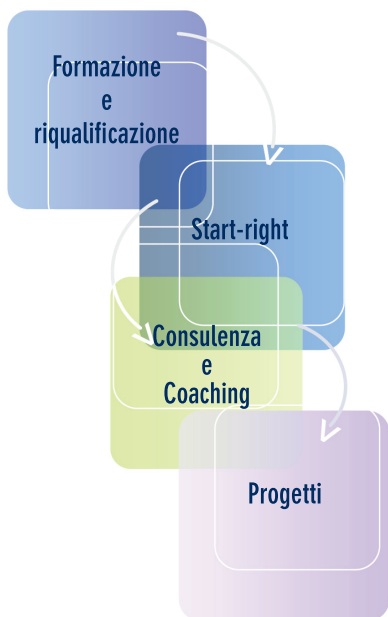 Formazione
e
riqualificazione
Start-right
Consulenza
e
Coaching
Progetti